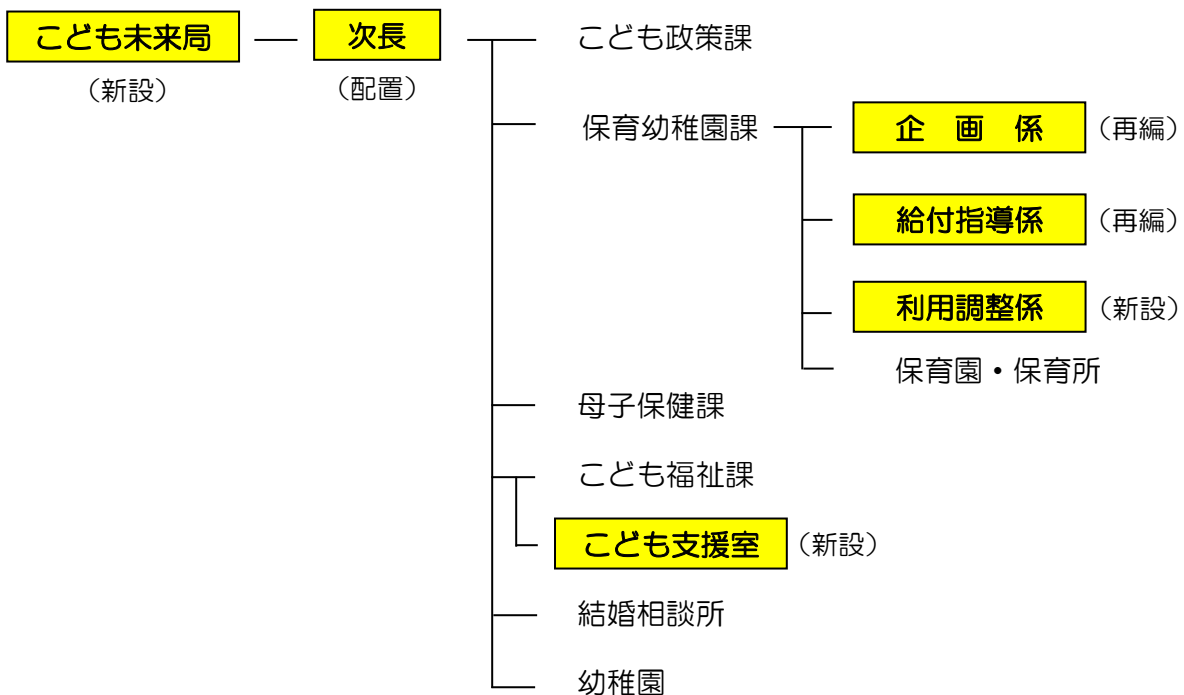 こども未来局 次長 こども政策課
（新設） （配置）
保育幼稚園課 企　画　係 （再編）
給付指導係 （再編）
利用調整係 （新設）
保育園・保育所
母子保健課
こども福祉課
こども支援室 （新設）
結婚相談所
幼稚園